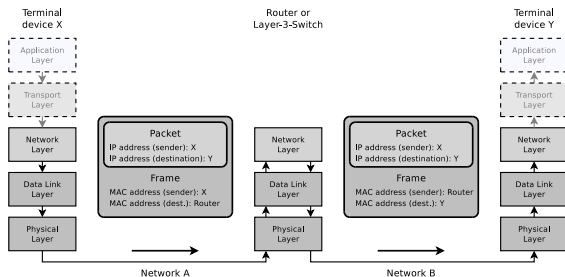 Terminal
device X
Router or
Layer-3-Switch
Terminal
device Y
Application
Layer
Transport
Layer
Network
Layer
Data Link
Layer
Physical
Layer
Packet
IP address (sender): X
IP address (destination): Y
Frame
MAC address (sender): X
MAC address (dest.): Router
Network
Layer
Data Link
Layer
Physical
Layer
Packet
IP address (sender): X
IP address (destination): Y
Frame
MAC address (sender): Router
MAC address (dest.): Y
Application
Layer
Transport
Layer
Network
Layer
Data Link
Layer
Physical
Layer
Network A
Network B